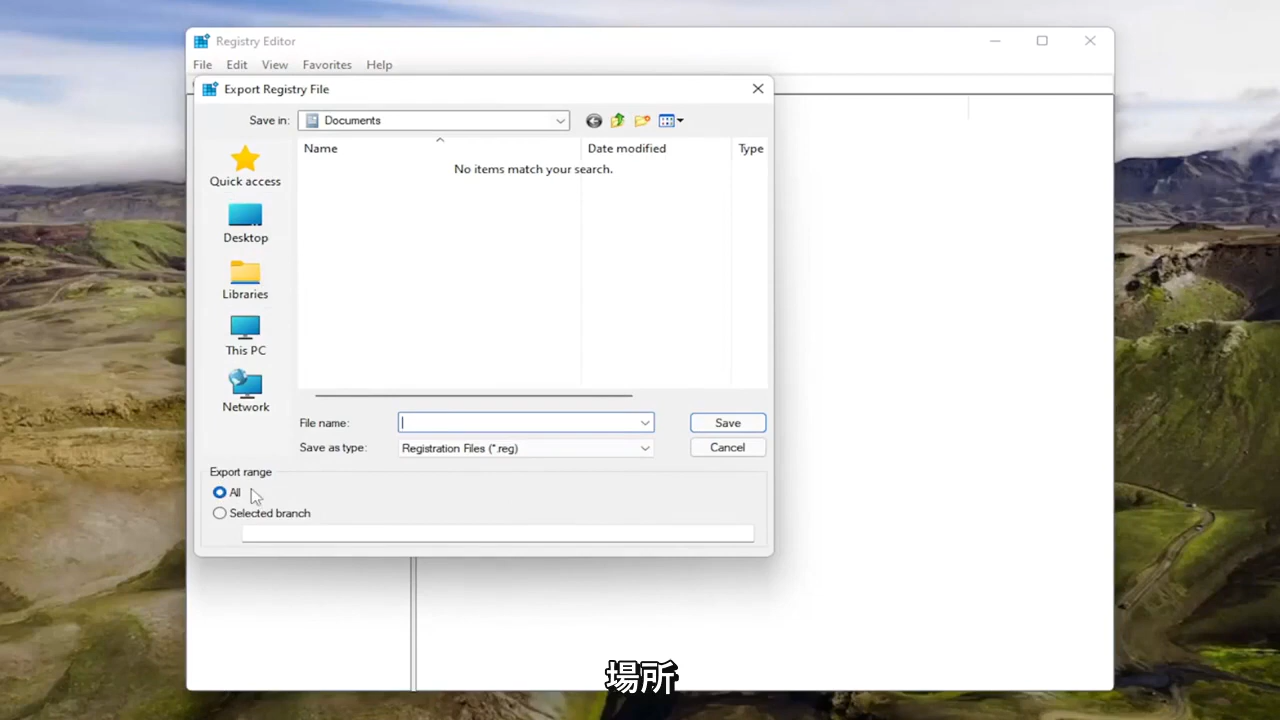 Registry Editor
File Edit View Favorites Help
Export Registry File
Save in: Documents
Name Date modified Type
No items match your search.
Quick access
Desktop
Libraries
This PC
Network
File name: Save
Save as type: Registration Files (*.reg) Cancel
Export range
All
Selected branch
場所